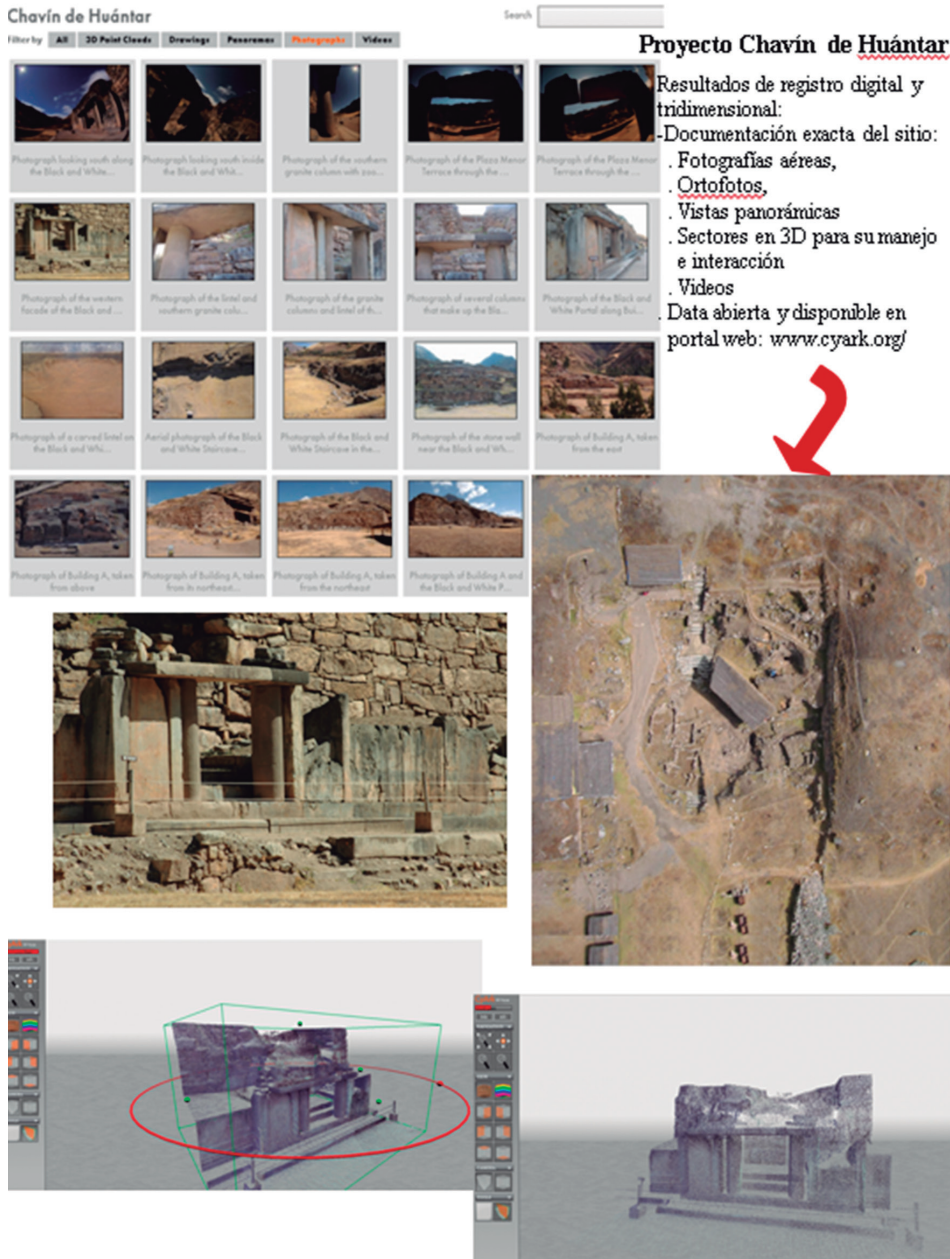 Chavín de Huántar
Search
Filter by All 3D Point Clouds Drawings Panoramas Photographs Videos
Proyecto Chavín de Huántar
Resultados de registro digital y
tridimensional:
-Documentación exacta del sitio:
. Fotografías aéreas,
. Ortofotos,
. Vistas panorámicas
. Sectores en 3D para su manejo
e interacción
. Videos
. Data abierta y disponible en
portal web: www.cyark.org/
Photograph looking south along
the Black and White...
Photograph looking south inside
the Black and Whit...
Photograph of the southern
granite column with zoo...
Photograph of the Plaza Menor
Terrace through the ...
Photograph of the Plaza Menor
Terrace through the ...
Photograph of the western
facade of the Black and ...
Photograph of the lintel and
southern granite colu...
Photograph of the granite
columns and lintel of th...
Photograph of several columns
that make up the Bla...
Photograph of the Black and
White Portal along Bui...
Photograph of a carved lintel on
the Black and Whi...
Aerial photograph of the Black
and White Staircase...
Photograph of the Black and
White Staircase in the...
Photograph of the stone wall
near the Black and Wh...
Photograph of Building A, taken
from the east
Photograph of Building A, taken
from above
Photograph of Building A, taken
from its northeast...
Photograph of Building A, taken
from the northeast
Photograph of Building A and
the Black and White P...